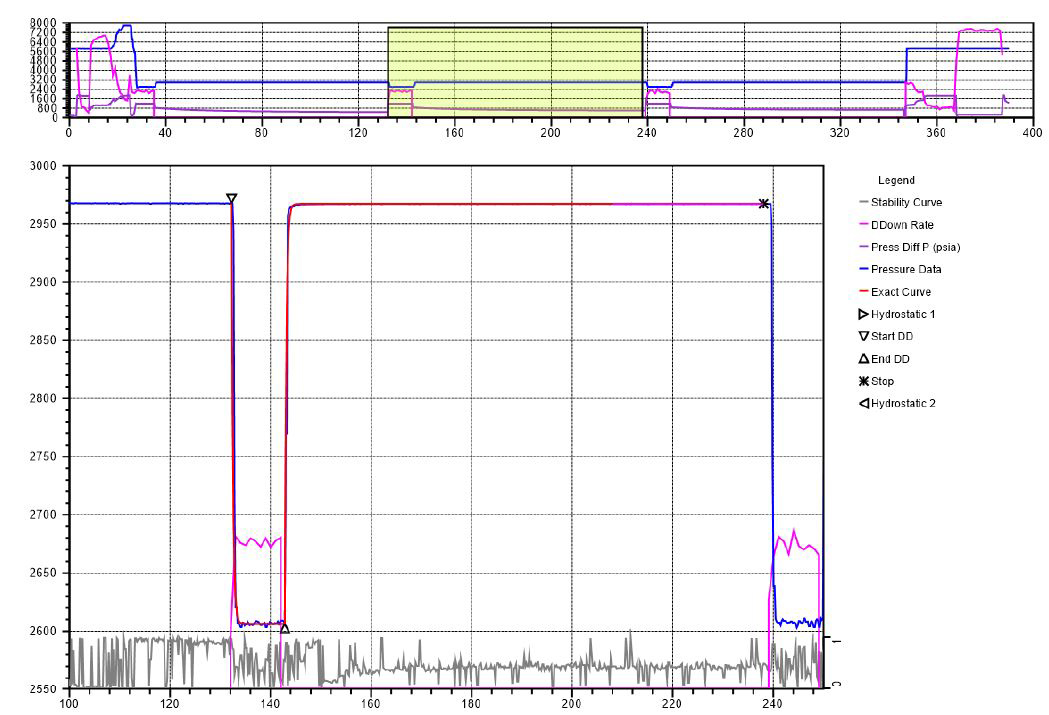 8000
7200
6400
5600
4800
4000
3200
2400
1600
800
0
0 40 80 120 160 200 240 280 320 360 400
3000
2950
2900
2850
2800
2750
2700
2650
2600
2550
100 120 140 160 180 200 220 240
1
0
Legend
Stability Curve
DDown Rate
Press Diff P (psia)
Pressure Data
Exact Curve
Hydrostatic 1
Start DD
End DD
Stop
Hydrostatic 2